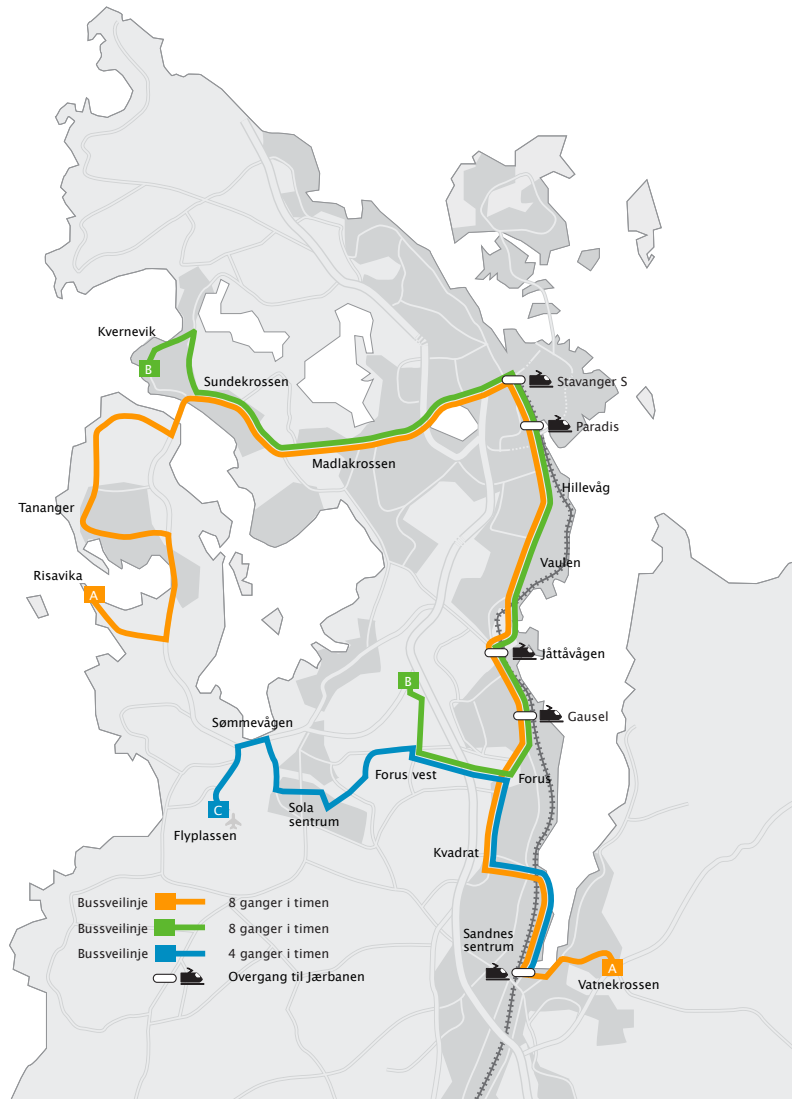 Kvernevik
B
Sundekrossen
Stavanger S
Paradis
Madlakrossen
Hillevåg
Tananger
Vaulen
Risavika
A
Jåttåvågen
B
Gausel
Sømmevågen
Forus vest
Forus
C
Sola
sentrum
Flyplassen
Kvadrat
Bussveilinje 8 ganger i timen
Bussveilinje 8 ganger i timen
Bussveilinje 4 ganger i timen
Overgang til Jærbanen
Sandnes
sentrum
A
Vatnekrossen